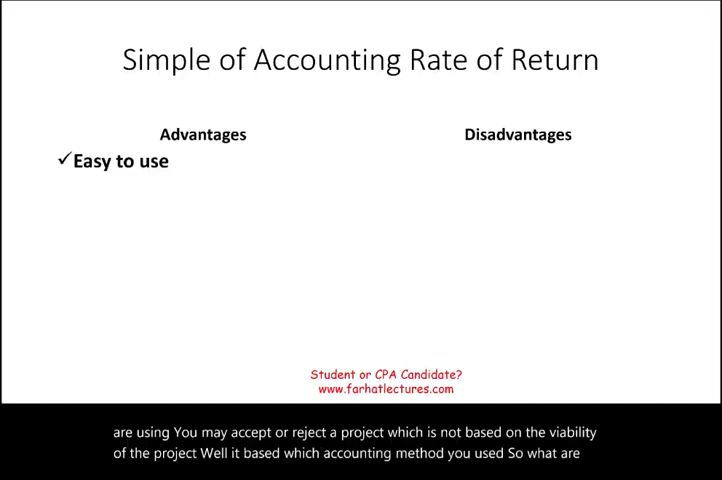 Simple of Accounting Rate of Return
Advantages
Disadvantages
✓Easy to use
Student or CPA Candidate?
www.farhatlectures.com
are using You may accept or reject a project which is not based on the viability
of the project Well it based which accounting method you used So what are